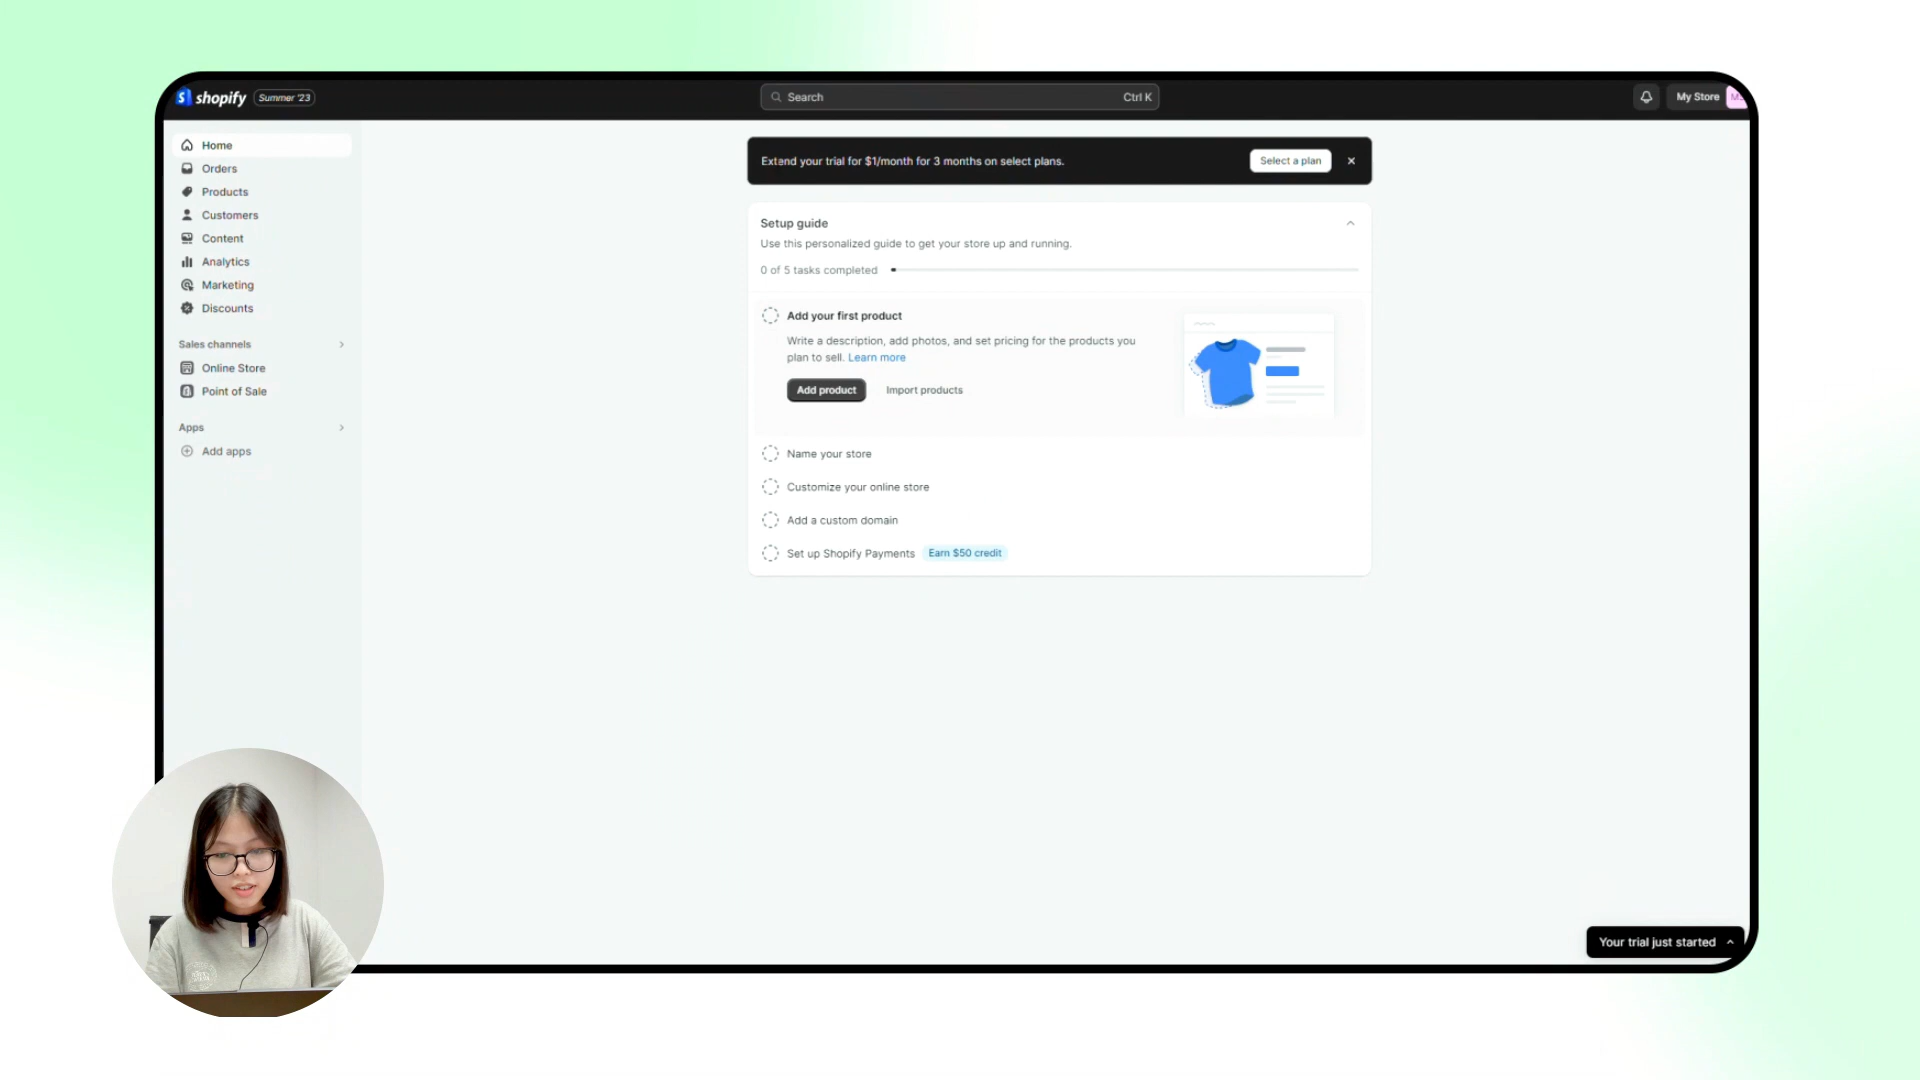 shopify Summer '23
Search Ctrl K
My Store
Home
Orders
Products
Customers
Content
Analytics
Marketing
Discounts
Sales channels
Online Store
Point of Sale
Apps
Add apps
Extend your trial for $1/month for 3 months on select plans. Select a plan
Setup guide
Use this personalized guide to get your store up and running.
0 of 5 tasks completed
Add your first product
Write a description, add photos, and set pricing for the products you
plan to sell. Learn more
Add product Import products
Name your store
Customize your online store
Add a custom domain
Set up Shopify Payments Earn $50 credit
Your trial just started